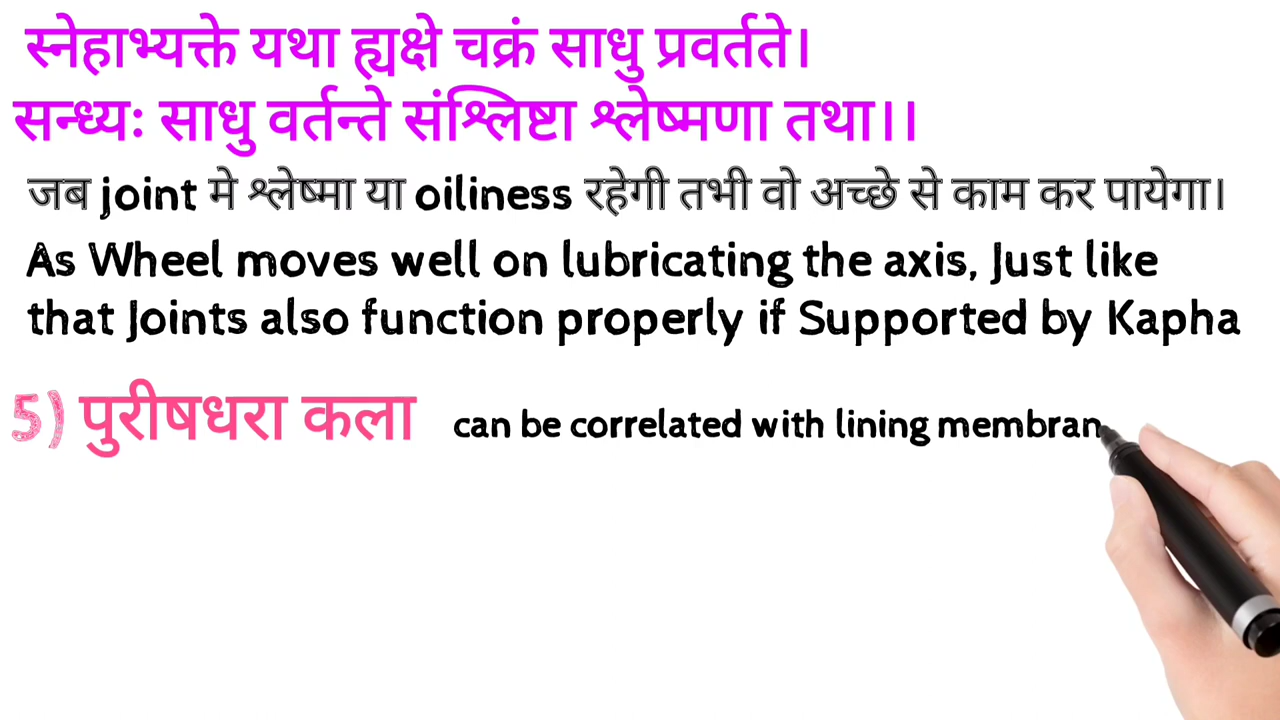 स्नेहाभ्यक्ते यथा ह्यक्षे चक्रं साधु प्रवर्तते।
सन्ध्यः साधु वर्तन्ते संश्लिष्टा श्लेष्मणा तथा।।
जब joint मे श्लेष्मा या oiliness रहेगी तभी वो अच्छे से काम कर पायेगा।
As Wheel moves well on lubricating the axis, Just like
that Joints also function properly if Supported by Kapha
5) पुरीषधरा कला can be correlated with lining membran